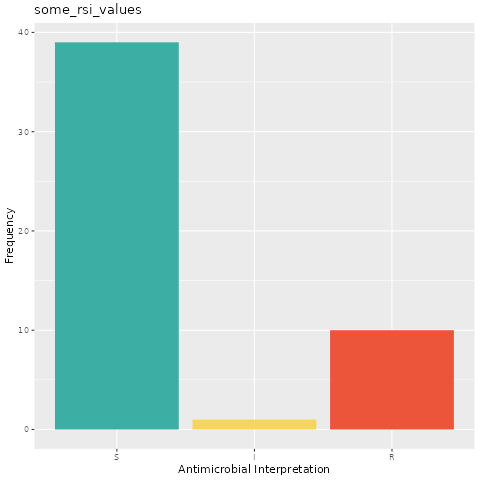 some_rsi_values
40
30
20
10
0
Frequency
S I R
Antimicrobial Interpretation